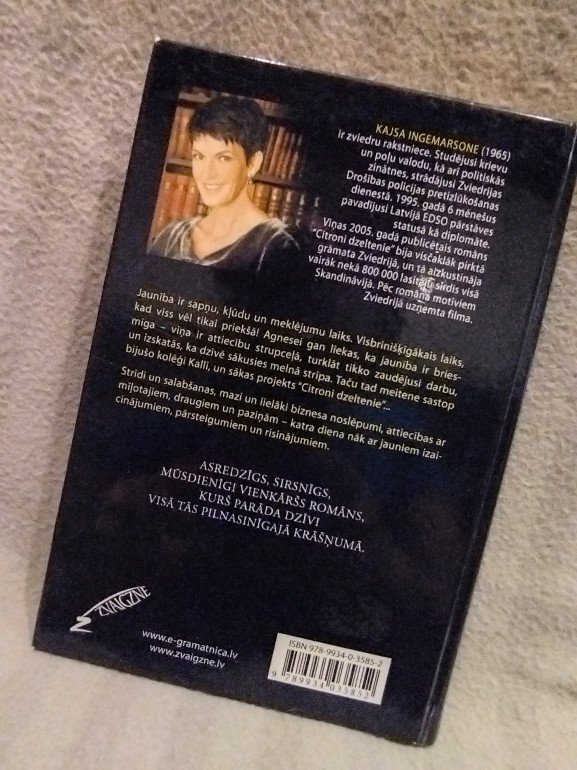 KAJSA INGEMARSONE (1965)
ir zviedru rakstniece. Studējusi krievu
un poļu valodu, kā arī politiskās
zinātnes, strādājusi Zviedrijas
Drošības policijas pretizlūkošanas
dienestā, 1995. gadā 6 mēnešus
pavadījusi Latvijā EDSO pārstāves
statusā kā diplomāte.
Viņas 2005. gadā publicētais romāns
"Citroni dzeltenie" bija visčaklāk pirktā
grāmata Zviedrijā, un tā aizkustināja
vairāk nekā 800 000 lasītāju sirdis visā
Skandināvijā. Pēc romāna motīviem
Zviedrijā uzņemta filma.
Jaunība ir sapņu, kļūdu un meklējumu laiks. Visbrīnišķīgākais laiks,
kad viss vēl tikai priekšā! Agnesei gan liekas, ka jaunība ir bries-
mīga – viņa ir attiecību strupceļā, turklāt tikko zaudējusi darbu,
un izskatās, ka dzīvē sākusies melnā strīpa. Taču tad meitene sastop
bijušo kolēģi Kalli, un sākas projekts "Citroni dzeltenie"...
Strīdi un salabšanas, mazi un lielāki biznesa noslēpumi, attiecības ar
mīļotajiem, draugiem un paziņām – katra diena nāk ar jauniem izai-
cinājumiem, pārsteigumiem un risinājumiem.
ASREDZĪGS, SIRSNĪGS,
MŪSDIENĪGI VIENKĀRŠS ROMĀNS,
KURŠ PARĀDA DZĪVI
VISĀ TĀS PILNASINĪGAJĀ KRĀŠŅUMĀ.
ZVAIGZNE
www.e-gramatnica.lv
www.zvaigzne.lv
ISBN 978-9934-0-3585-2
9 789934 035852